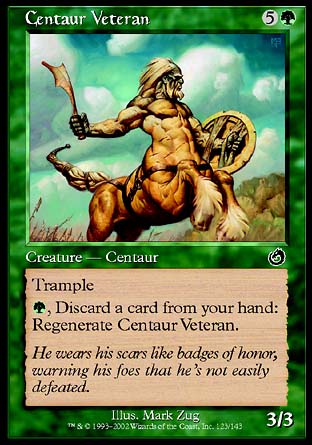 Centaur Veteran 5
Creature — Centaur
Trample
, Discard a card from your hand:
Regenerate Centaur Veteran.
He wears his scars like badges of honor,
warning his foes that he's not easily
defeated.
Illus. Mark Zug
™ & © 1993-2002 Wizards of the Coast, Inc. 123/143
3/3